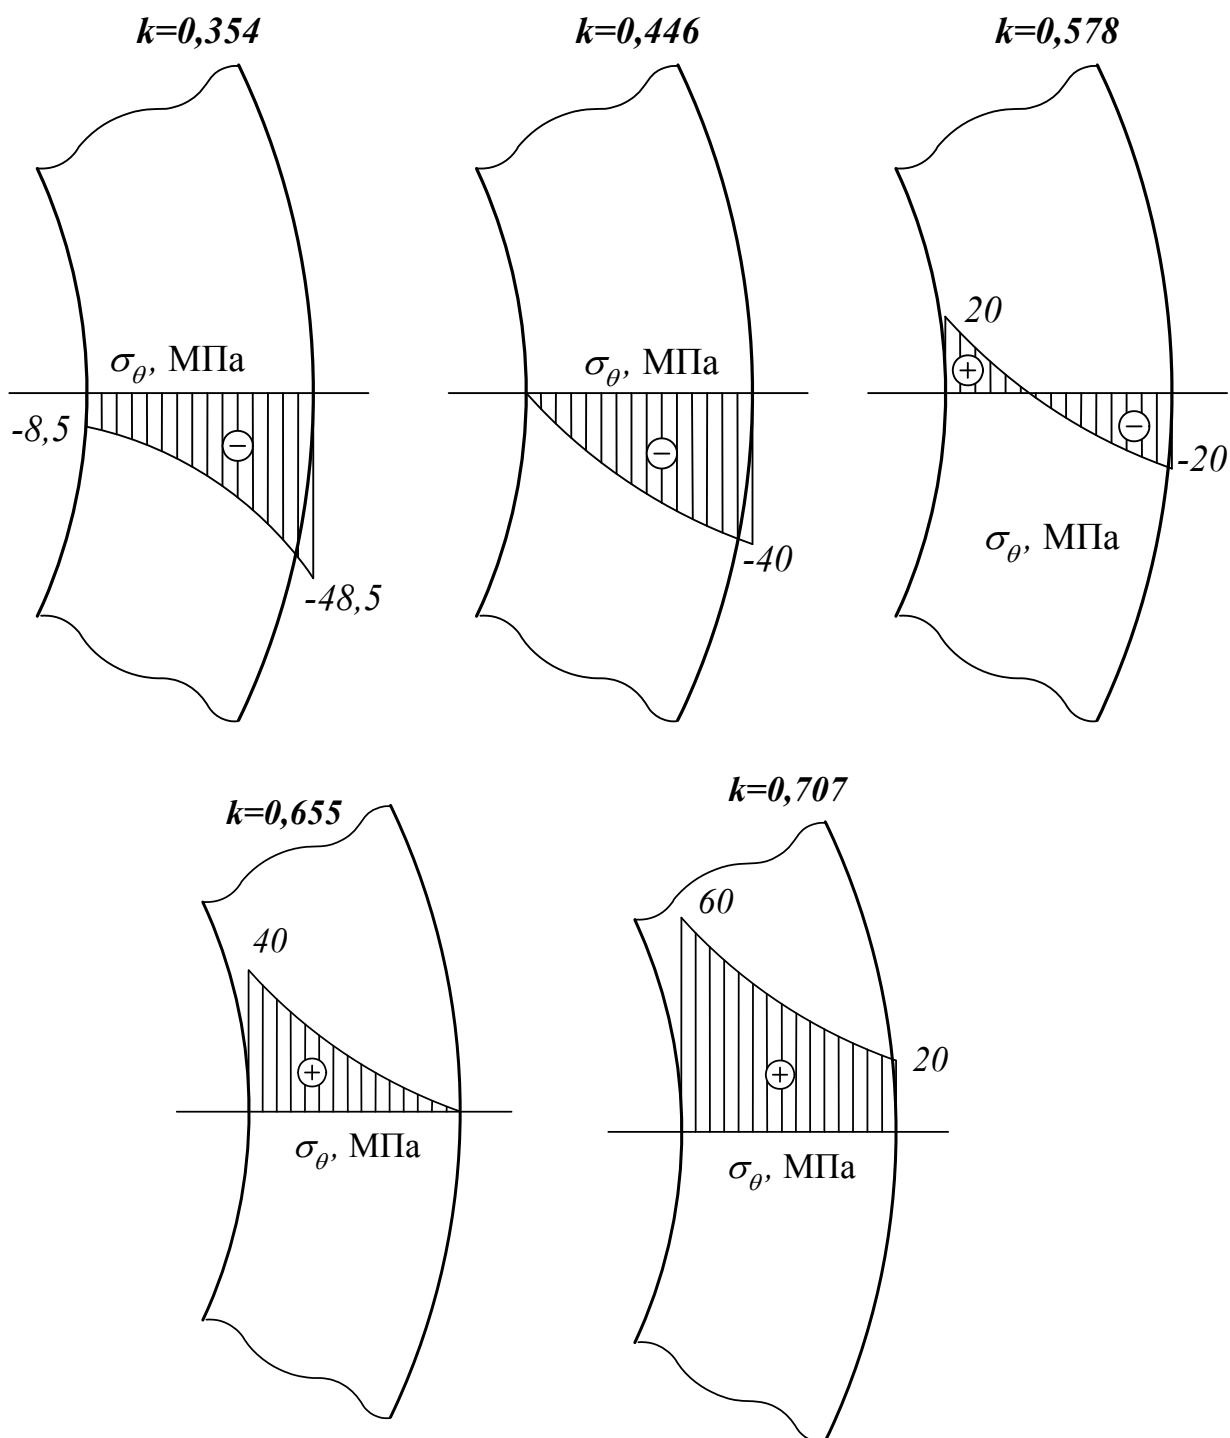 k=0,354
k=0,446
k=0,578
σθ, МПа
-8,5
-48,5
σθ, МПа
-40
20
-20
σθ, МПа
k=0,655
40
σθ, МПа
k=0,707
60
20
σθ, МПа